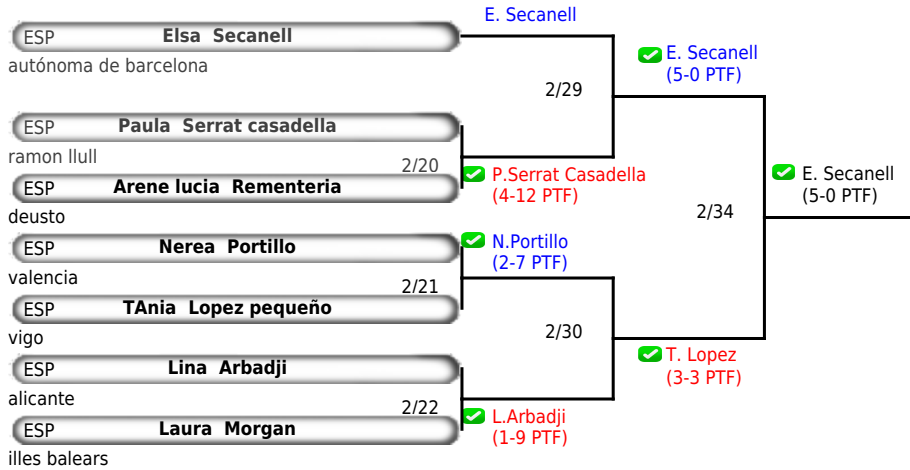 E. Secanell
ESP Elsa Secanell
autónoma de barcelona
E. Secanell
(5-0 PTF)
2/29
ESP Paula Serrat casadella
ramon llull
2/20
P.Serrat Casadella
(4-12 PTF)
ESP Arene lucia Rementeria
deusto
E. Secanell
(5-0 PTF)
2/34
ESP Nerea Portillo
valencia
N.Portillo
(2-7 PTF)
2/21
ESP TAnia Lopez pequeño
vigo
2/30
T. Lopez
(3-3 PTF)
ESP Lina Arbadji
alicante
2/22
L.Arbadji
(1-9 PTF)
ESP Laura Morgan
illes balears